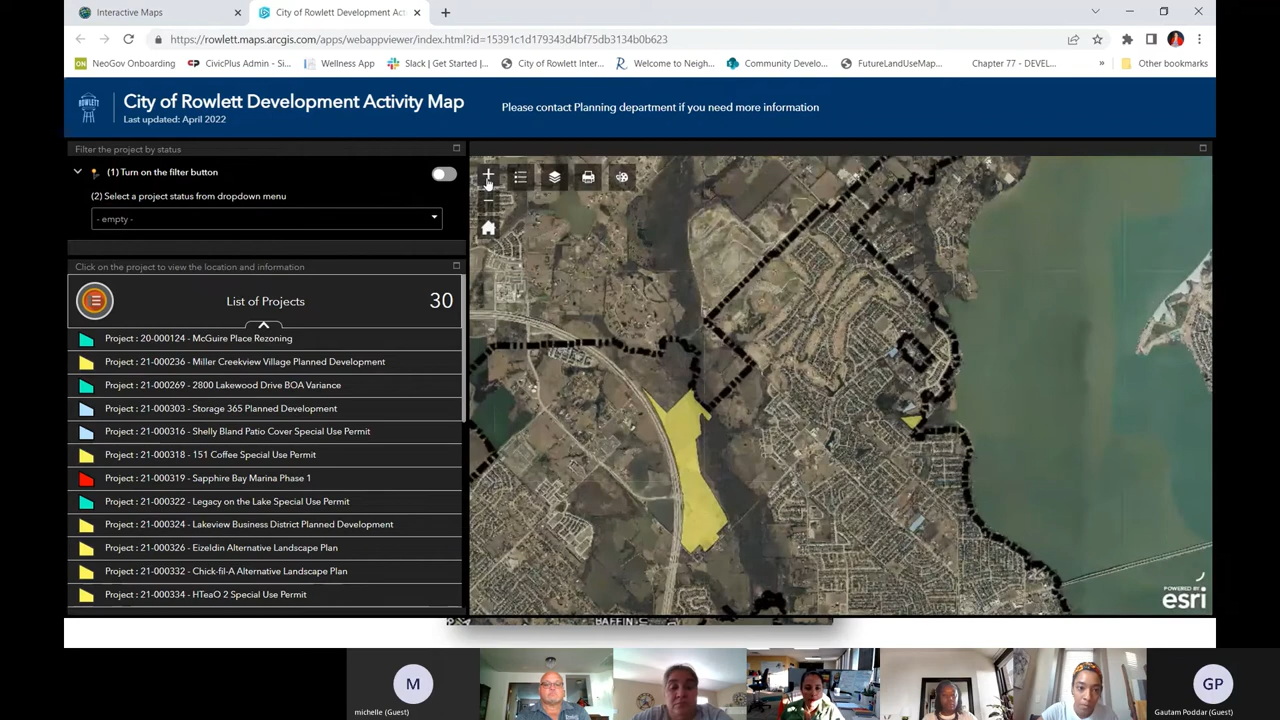 Interactive Maps
City of Rowlett Development Acti
https://rowlett.maps.arcgis.com/apps/webappviewer/index.html?id=15391c1d179343d4bf75db3134b0b623
NeoGov Onboarding
CivicPlus Admin - Si...
Wellness App
Slack | Get Started |...
City of Rowlett Inter...
Welcome to Neigh...
Community Develo...
FutureLandUseMap...
Chapter 77 - DEVEL...
Other bookmarks
ROWLETT
City of Rowlett Development Activity Map
Last updated: April 2022
Please contact Planning department if you need more information
Filter the project by status
(1) Turn on the filter button
(2) Select a project status from dropdown menu
- empty -
Click on the project to view the location and information
List of Projects
30
Project : 20-000124 - McGuire Place Rezoning
Project : 21-000236 - Miller Creekview Village Planned Development
Project : 21-000269 - 2800 Lakewood Drive BOA Variance
Project : 21-000303 - Storage 365 Planned Development
Project : 21-000316 - Shelly Bland Patio Cover Special Use Permit
Project : 21-000318 - 151 Coffee Special Use Permit
Project : 21-000319 - Sapphire Bay Marina Phase 1
Project : 21-000322 - Legacy on the Lake Special Use Permit
Project : 21-000324 - Lakeview Business District Planned Development
Project : 21-000326 - Eizeldin Alternative Landscape Plan
Project : 21-000332 - Chick-fil-A Alternative Landscape Plan
Project : 21-000334 - HTeaO 2 Special Use Permit
POWERED BY
esri
BAFFIN
M
michelle (Guest)
GP
Gautam Poddar (Guest)